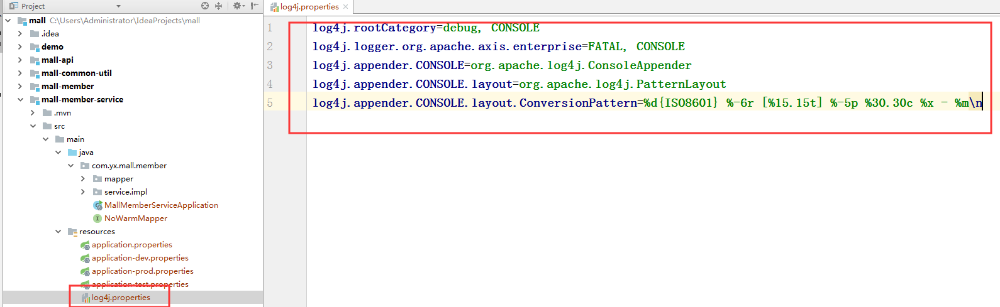 Project
mall C:\Users\Administrator\IdeaProjects\mall
.idea
demo
mall-api
mall-common-util
mall-member
mall-member-service
.mvn
src
main
java
com.yx.mall.member
mapper
service.impl
MallMemberServiceApplication
NoWarmMapper
resources
application.properties
application-dev.properties
application-prod.properties
application-test.properties
log4j.properties
log4j.properties
1 log4j.rootCategory=debug, CONSOLE
2 log4j.logger.org.apache.axis.enterprise=FATAL, CONSOLE
3 log4j.appender.CONSOLE=org.apache.log4j.ConsoleAppender
4 log4j.appender.CONSOLE.layout=org.apache.log4j.PatternLayout
5 log4j.appender.CONSOLE.layout.ConversionPattern=%d{ISO8601} %-6r [%15.15t] %-5p %30.30c %x - %m\n